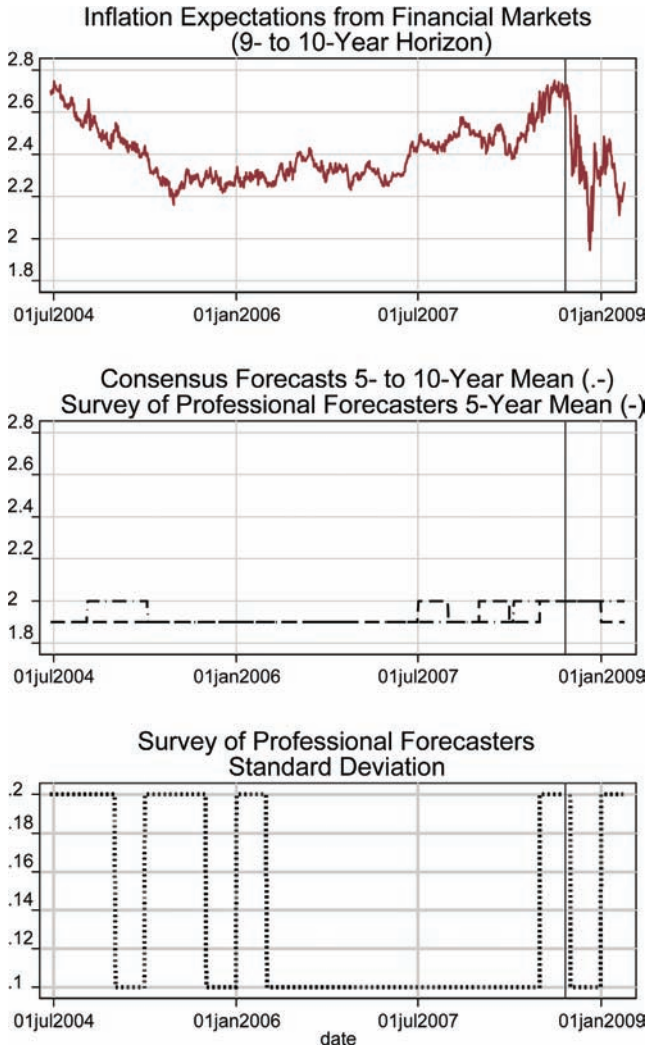 Inflation Expectations from Financial Markets
(9- to 10-Year Horizon)
2.8
2.6
2.4
2.2
2
1.8
01jul2004 01jan2006 01jul2007 01jan2009
Consensus Forecasts 5- to 10-Year Mean (.-)
Survey of Professional Forecasters 5-Year Mean (-)
2.8
2.6
2.4
2.2
2
1.8
01jul2004 01jan2006 01jul2007 01jan2009
Survey of Professional Forecasters
Standard Deviation
.2
.18
.16
.14
.12
.1
01jul2004 01jan2006 01jul2007 01jan2009
date